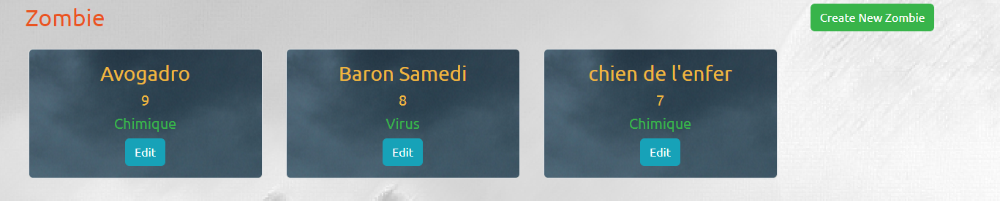 Zombie
Create New Zombie
Avogadro
9
Chimique
Edit
Baron Samedi
8
Virus
Edit
chien de l'enfer
7
Chimique
Edit